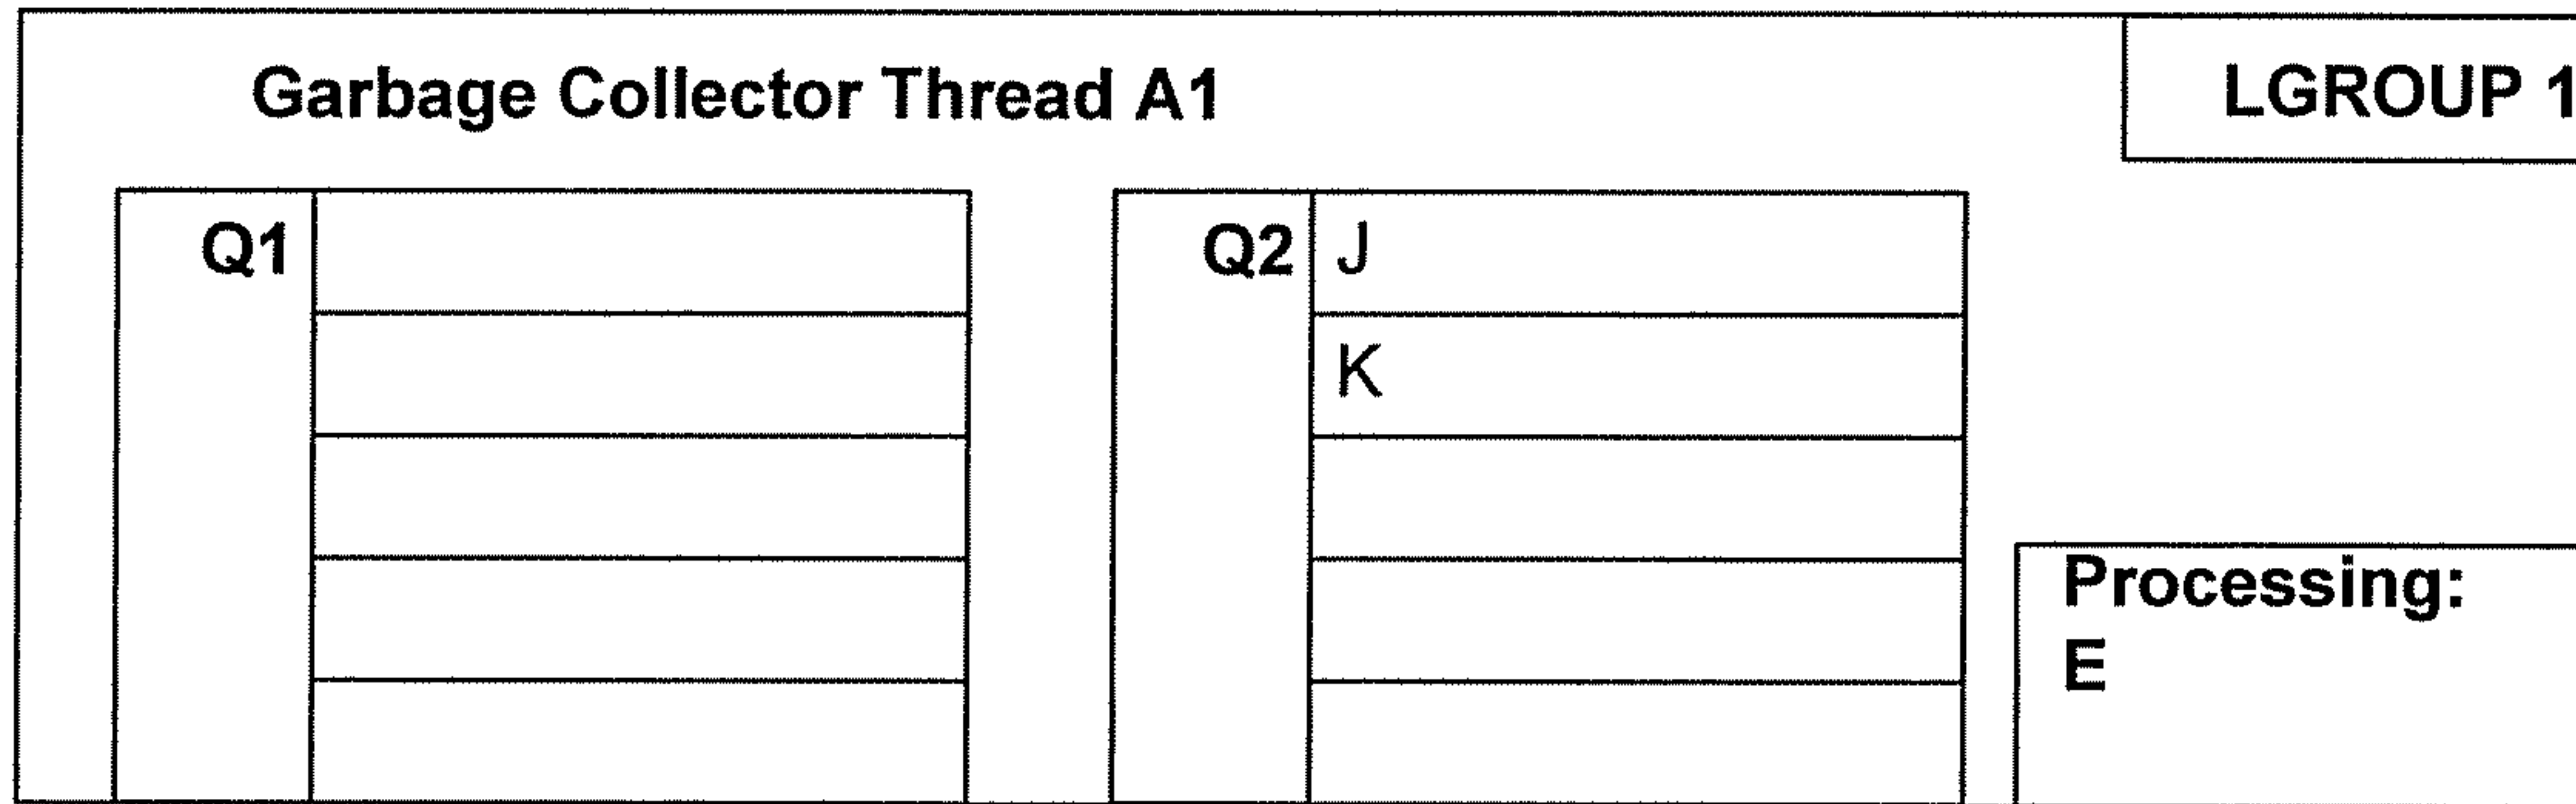 Garbage Collector Thread A1
LGROUP 1
Q1
Q2
J
K
Processing:
E